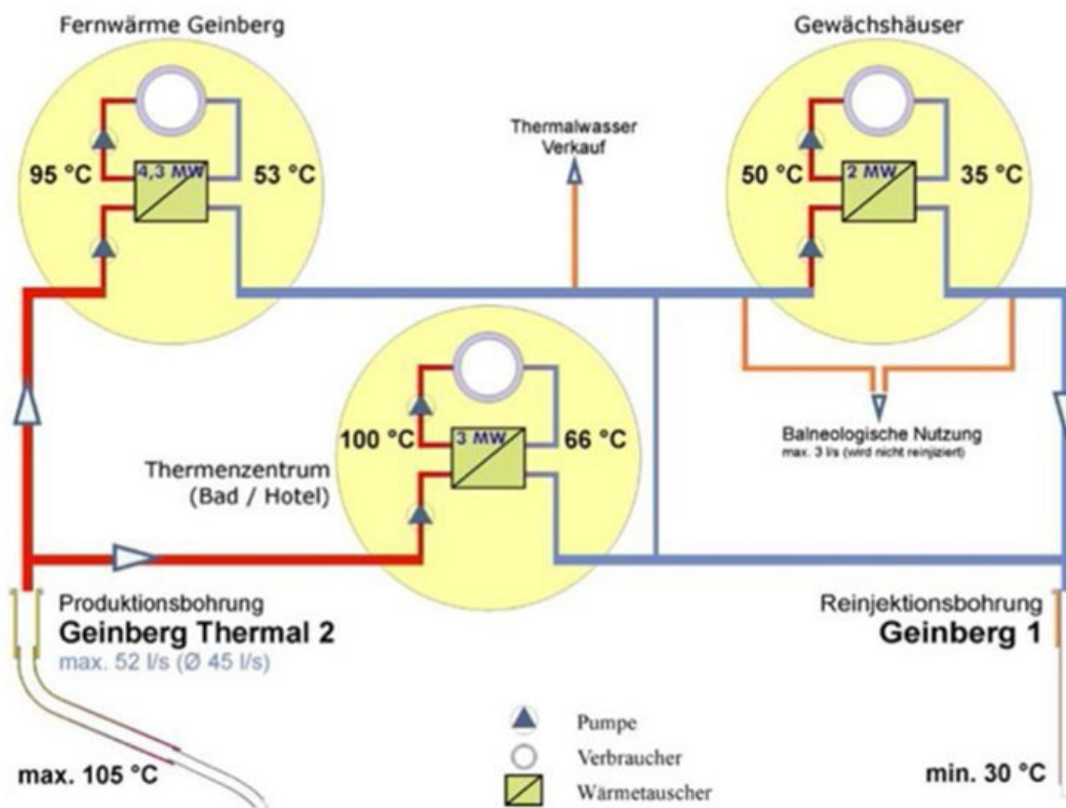 Fernwärme Geinberg
Gewächshäuser
Thermalwasser
Verkauf
95 °C
4,3 MW
53 °C
50 °C
2 MW
35 °C
100 °C
3 MW
66 °C
Thermenzentrum
(Bad / Hotel)
Balneologische Nutzung
max. 3 l/s (wird nicht reinjiziert)
Produktionsbohrung
Geinberg Thermal 2
max. 52 l/s (Ø 45 l/s)
Reinjektionsbohrung
Geinberg 1
Pumpe
Verbraucher
Wärmetauscher
max. 105 °C
min. 30 °C